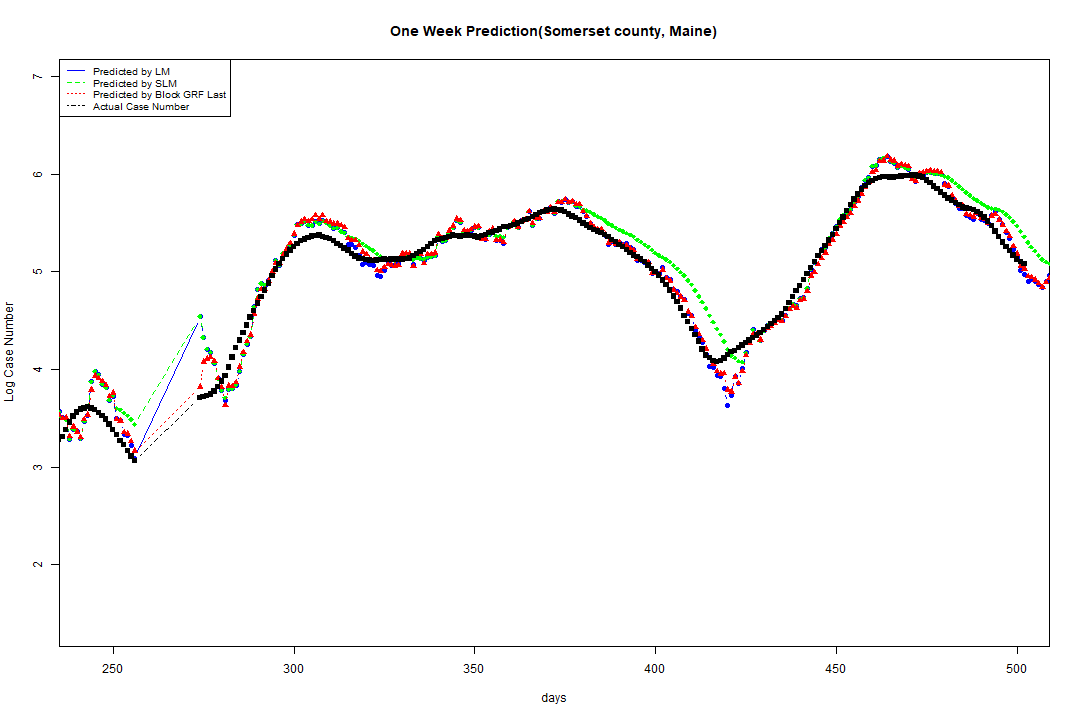 One Week Prediction(Somerset county, Maine)
Predicted by LM
Predicted by SLM
Predicted by Block GRF Last
Actual Case Number
7
6
5
4
3
2
Log Case Number
250 300 350 400 450 500
days